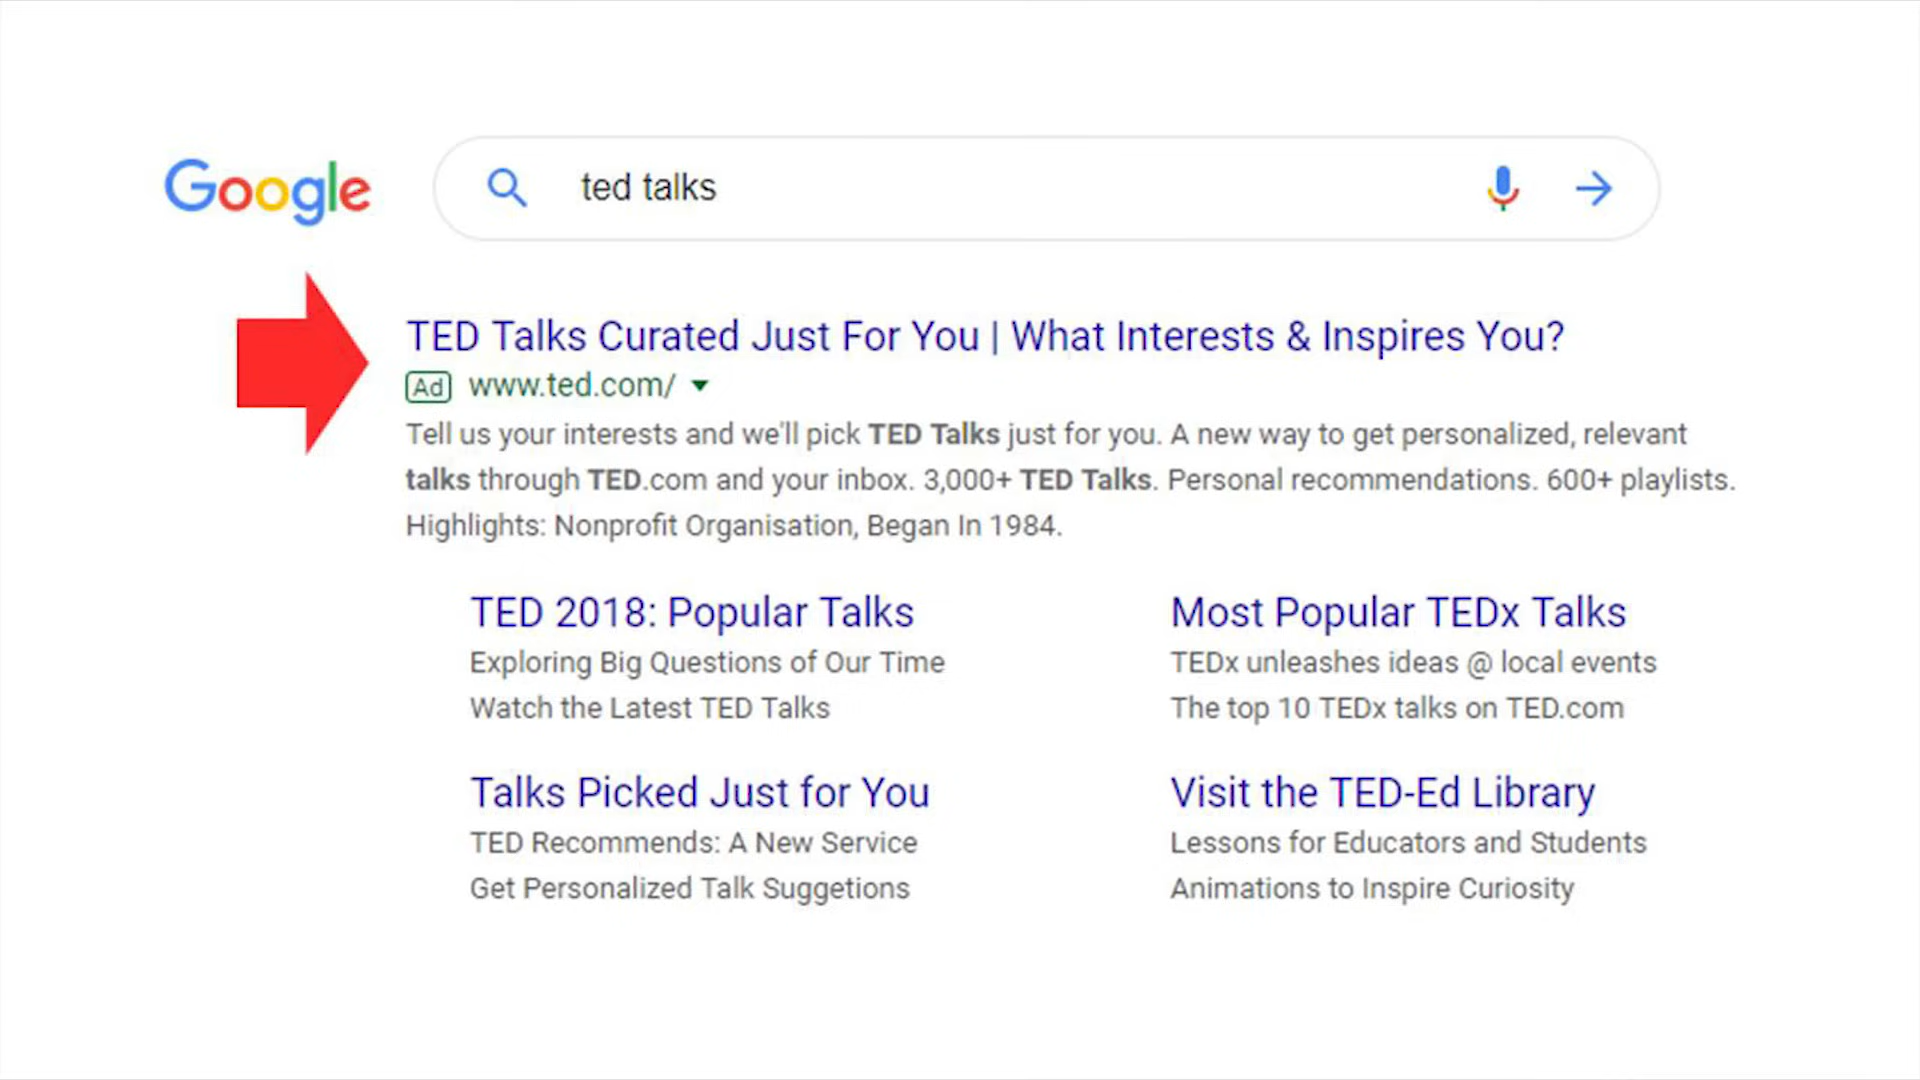 Google
ted talks
TED Talks Curated Just For You | What Interests & Inspires You?
Ad www.ted.com/
Tell us your interests and we'll pick TED Talks just for you. A new way to get personalized, relevant
talks through TED.com and your inbox. 3,000+ TED Talks. Personal recommendations. 600+ playlists.
Highlights: Nonprofit Organisation, Began In 1984.
TED 2018: Popular Talks
Exploring Big Questions of Our Time
Watch the Latest TED Talks
Most Popular TEDx Talks
TEDx unleashes ideas @ local events
The top 10 TEDx talks on TED.com
Talks Picked Just for You
TED Recommends: A New Service
Get Personalized Talk Suggetions
Visit the TED-Ed Library
Lessons for Educators and Students
Animations to Inspire Curiosity